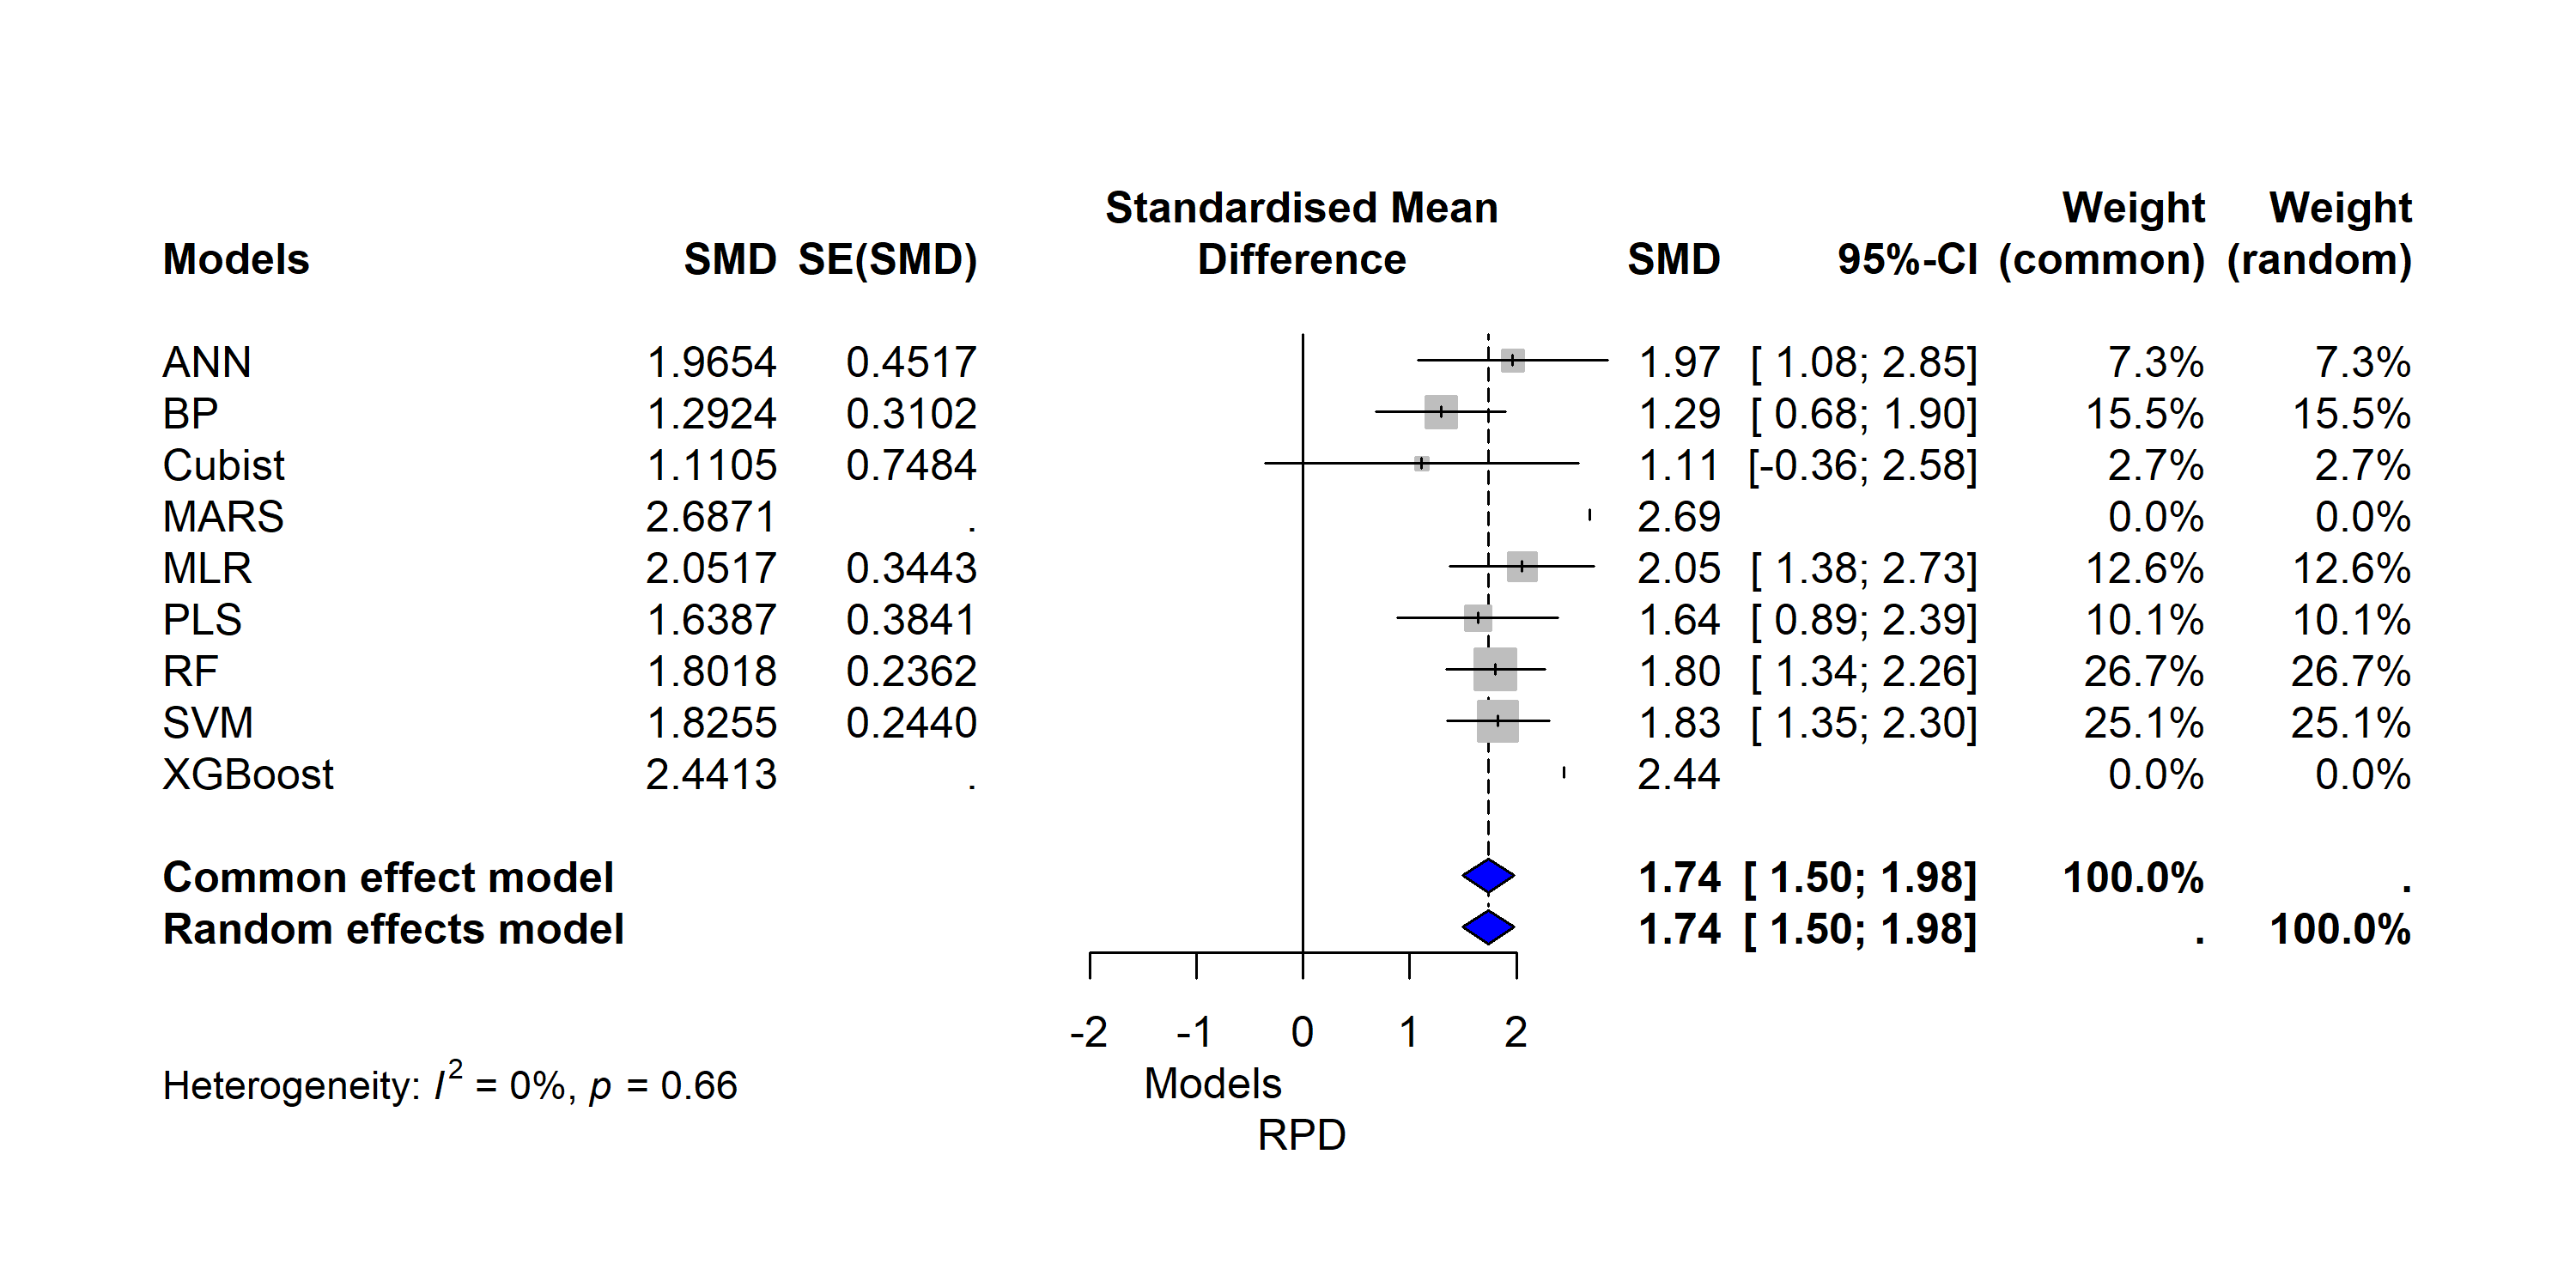 Standardised Mean Weight Weight
Models SMD SE(SMD) Difference SMD 95%-CI (common) (random)
ANN 1.9654 0.4517 1.97 [ 1.08; 2.85] 7.3% 7.3%
BP 1.2924 0.3102 1.29 [ 0.68; 1.90] 15.5% 15.5%
Cubist 1.1105 0.7484 1.11 [-0.36; 2.58] 2.7% 2.7%
MARS 2.6871 . 2.69 0.0% 0.0%
MLR 2.0517 0.3443 2.05 [ 1.38; 2.73] 12.6% 12.6%
PLS 1.6387 0.3841 1.64 [ 0.89; 2.39] 10.1% 10.1%
RF 1.8018 0.2362 1.80 [ 1.34; 2.26] 26.7% 26.7%
SVM 1.8255 0.2440 1.83 [ 1.35; 2.30] 25.1% 25.1%
XGBoost 2.4413 . 2.44 0.0% 0.0%
Common effect model 1.74 [ 1.50; 1.98] 100.0% .
Random effects model 1.74 [ 1.50; 1.98] . 100.0%
-2 -1 0 1 2
Heterogeneity: I² = 0%, p = 0.66 Models
RPD